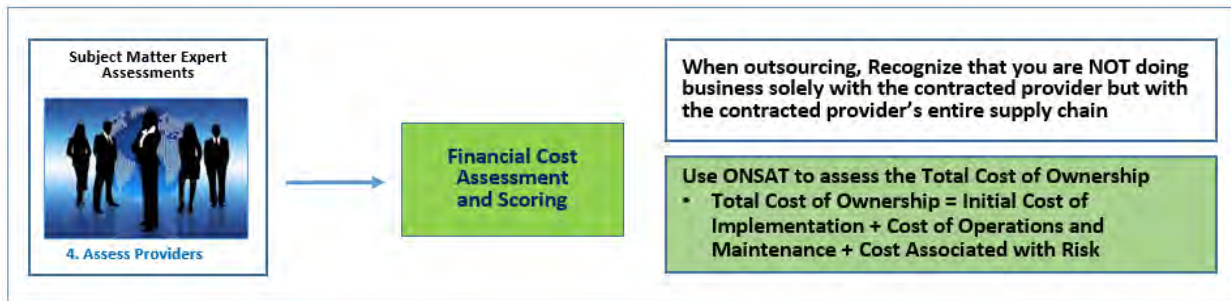 Subject Matter Expert
Assessments
4. Assess Providers
Financial Cost
Assessment
and Scoring
When outsourcing, Recognize that you are NOT doing
business solely with the contracted provider but with
the contracted provider's entire supply chain
Use ONSAT to assess the Total Cost of Ownership
• Total Cost of Ownership = Initial Cost of
Implementation + Cost of Operations and
Maintenance + Cost Associated with Risk